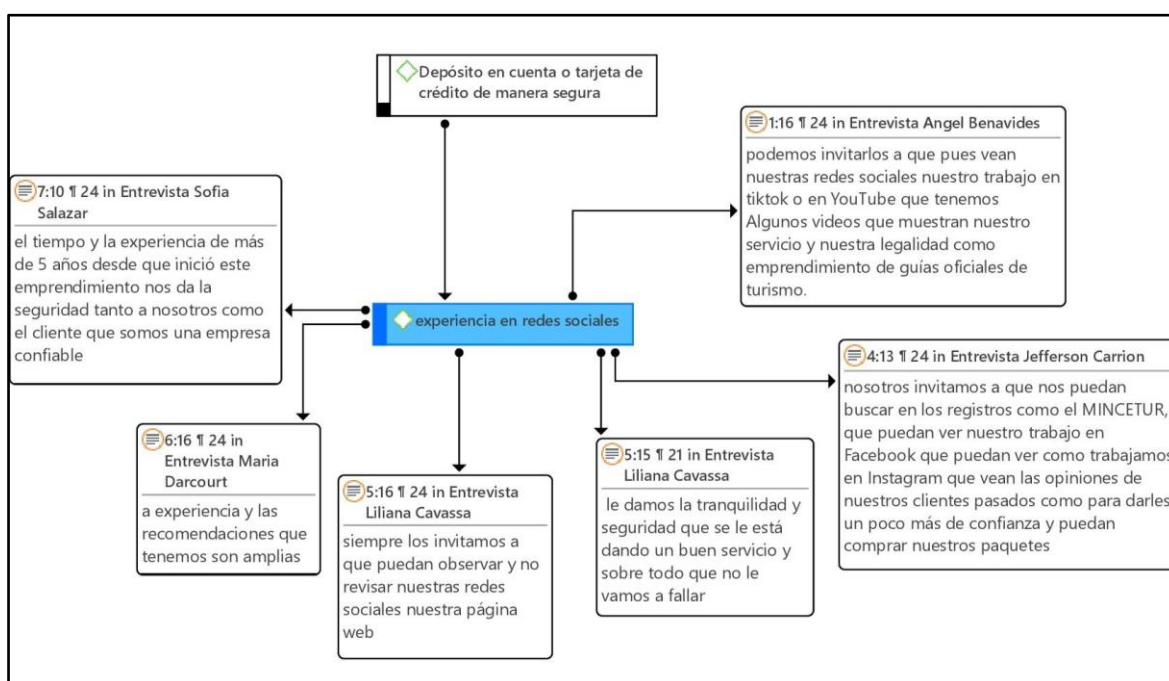 Depósito en cuenta o tarjeta de
crédito de manera segura
1:16 ¶ 24 in Entrevista Angel Benavides
podemos invitarlos a que pues vean
nuestras redes sociales nuestro trabajo en
tiktok o en YouTube que tenemos
Algunos videos que muestran nuestro
servicio y nuestra legalidad como
emprendimiento de guías oficiales de
turismo.
7:10 ¶ 24 in Entrevista Sofia
Salazar
el tiempo y la experiencia de más
de 5 años desde que inició este
emprendimiento nos da la
seguridad tanto a nosotros como
el cliente que somos una empresa
confiable
experiencia en redes sociales
4:13 ¶ 24 in Entrevista Jefferson Carrion
nosotros invitamos a que nos puedan
buscar en los registros como el MINCETUR,
que puedan ver nuestro trabajo en
Facebook que puedan ver como trabajamos
en Instagram que vean las opiniones de
nuestros clientes pasados como para darles
un poco más de confianza y puedan
comprar nuestros paquetes
6:16 ¶ 24 in
Entrevista Maria
Darcourt
a experiencia y las
recomendaciones que
tenemos son amplias
5:16 ¶ 24 in Entrevista
Liliana Cavassa
siempre los invitamos a
que puedan observar y no
revisar nuestras redes
sociales nuestra página
web
5:15 ¶ 21 in Entrevista
Liliana Cavassa
le damos la tranquilidad y
seguridad que se le está
dando un buen servicio y
sobre todo que no le
vamos a fallar